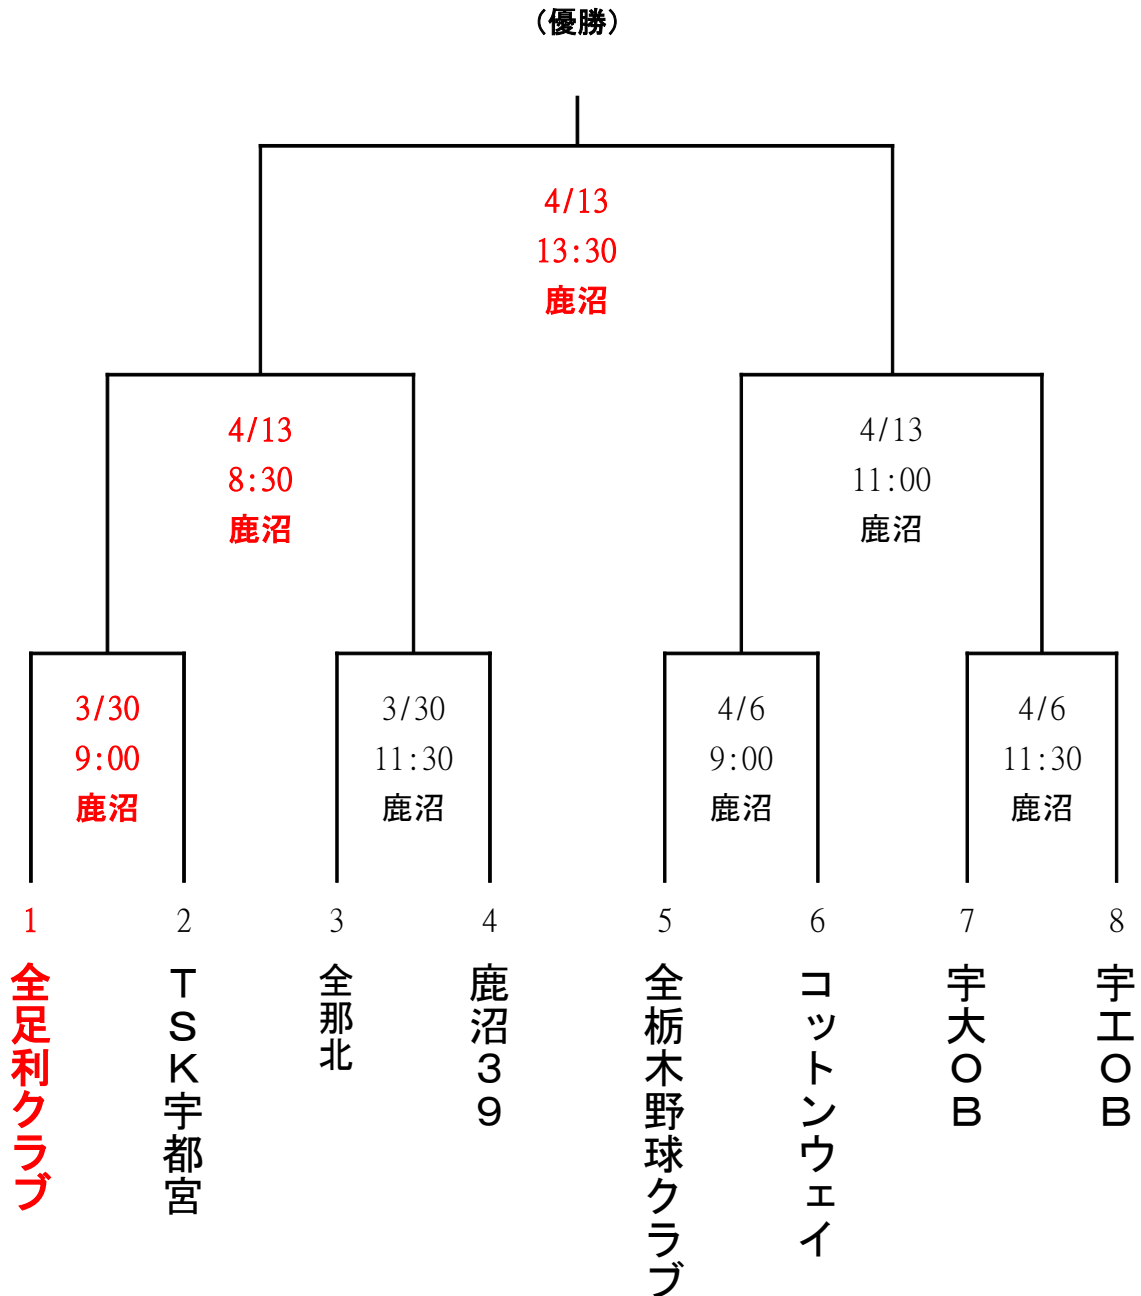 （優勝）
4/13
13:30
鹿沼
4/13
8:30
鹿沼
4/13
11:00
鹿沼
3/30
9:00
鹿沼
3/30
11:30
鹿沼
4/6
9:00
鹿沼
4/6
11:30
鹿沼
1
2
3
4
5
6
7
8
全足利クラブ
ＴＳＫ宇都宮
全那北
鹿沼３９
全栃木野球クラブ
コットンウェイ
宇大ＯＢ
宇工ＯＢ